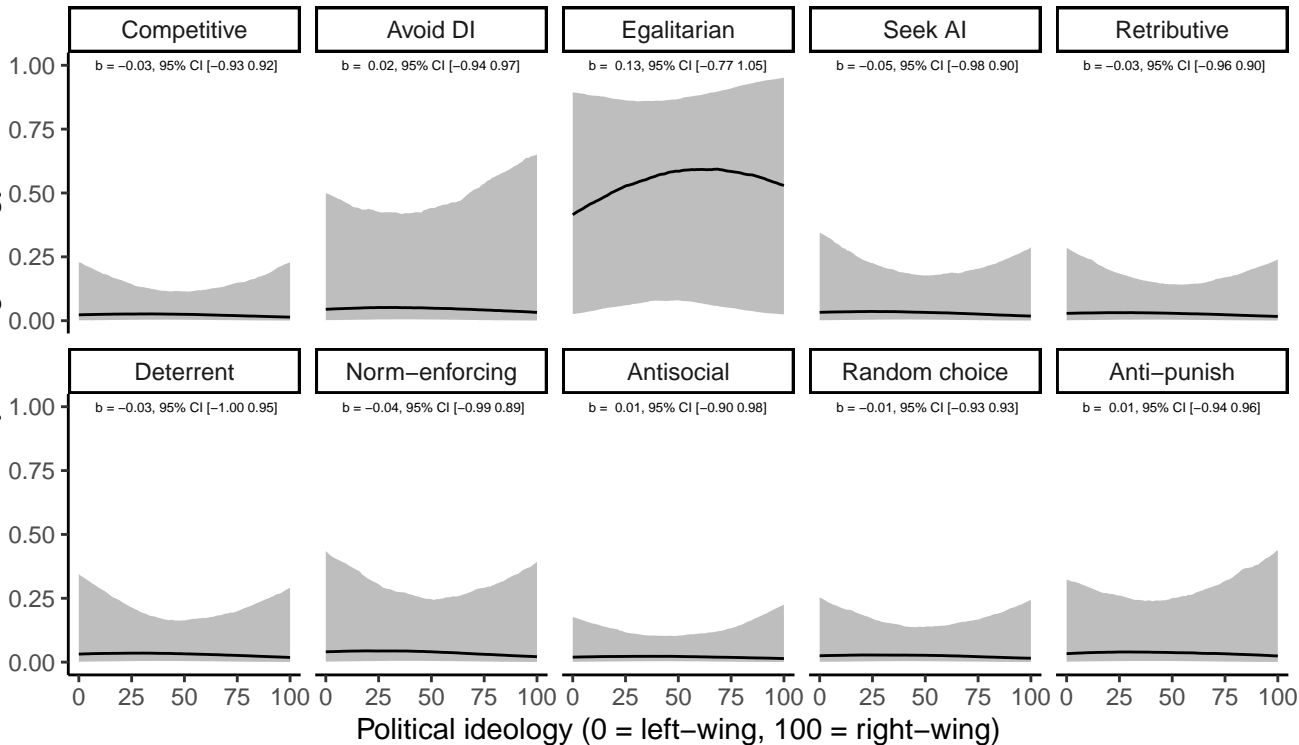 Competitive Avoid DI Egalitarian Seek AI Retributive
b = −0.03, 95% CI [−0.93 0.92] b = 0.02, 95% CI [−0.94 0.97] b = 0.13, 95% CI [−0.77 1.05] b = −0.05, 95% CI [−0.98 0.90] b = −0.03, 95% CI [−0.96 0.90]
1.00
0.75
0.50
0.25
0.00
Deterrent Norm−enforcing Antisocial Random choice Anti−punish
b = −0.03, 95% CI [−1.00 0.95] b = −0.04, 95% CI [−0.99 0.89] b = 0.01, 95% CI [−0.90 0.98] b = −0.01, 95% CI [−0.93 0.93] b = 0.01, 95% CI [−0.94 0.96]
1.00
0.75
0.50
0.25
0.00
0 25 50 75 100 0 25 50 75 100 0 25 50 75 100 0 25 50 75 100 0 25 50 75 100
Political ideology (0 = left−wing, 100 = right−wing)